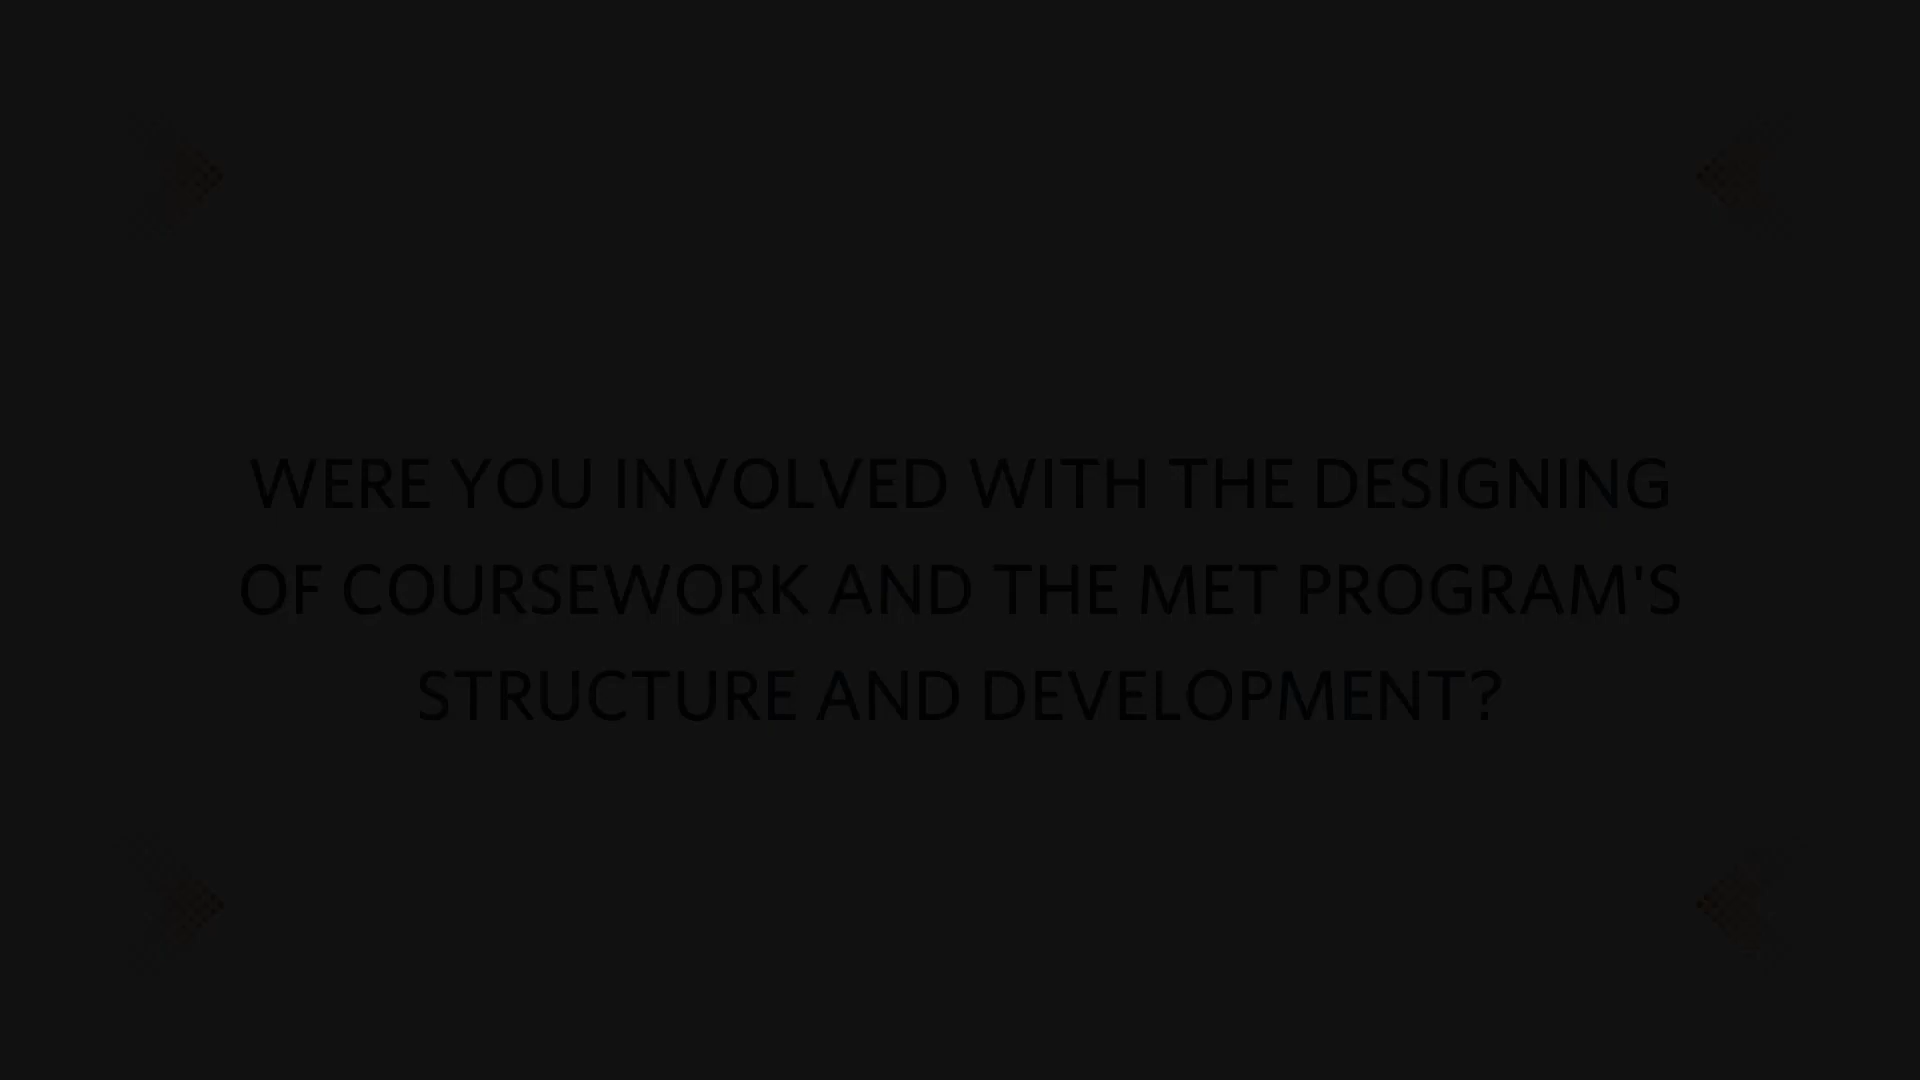 WERE YOU INVOLVED WITH THE DESIGNING
OF COURSEWORK AND THE MET PROGRAM'S
STRUCTURE AND DEVELOPMENT?